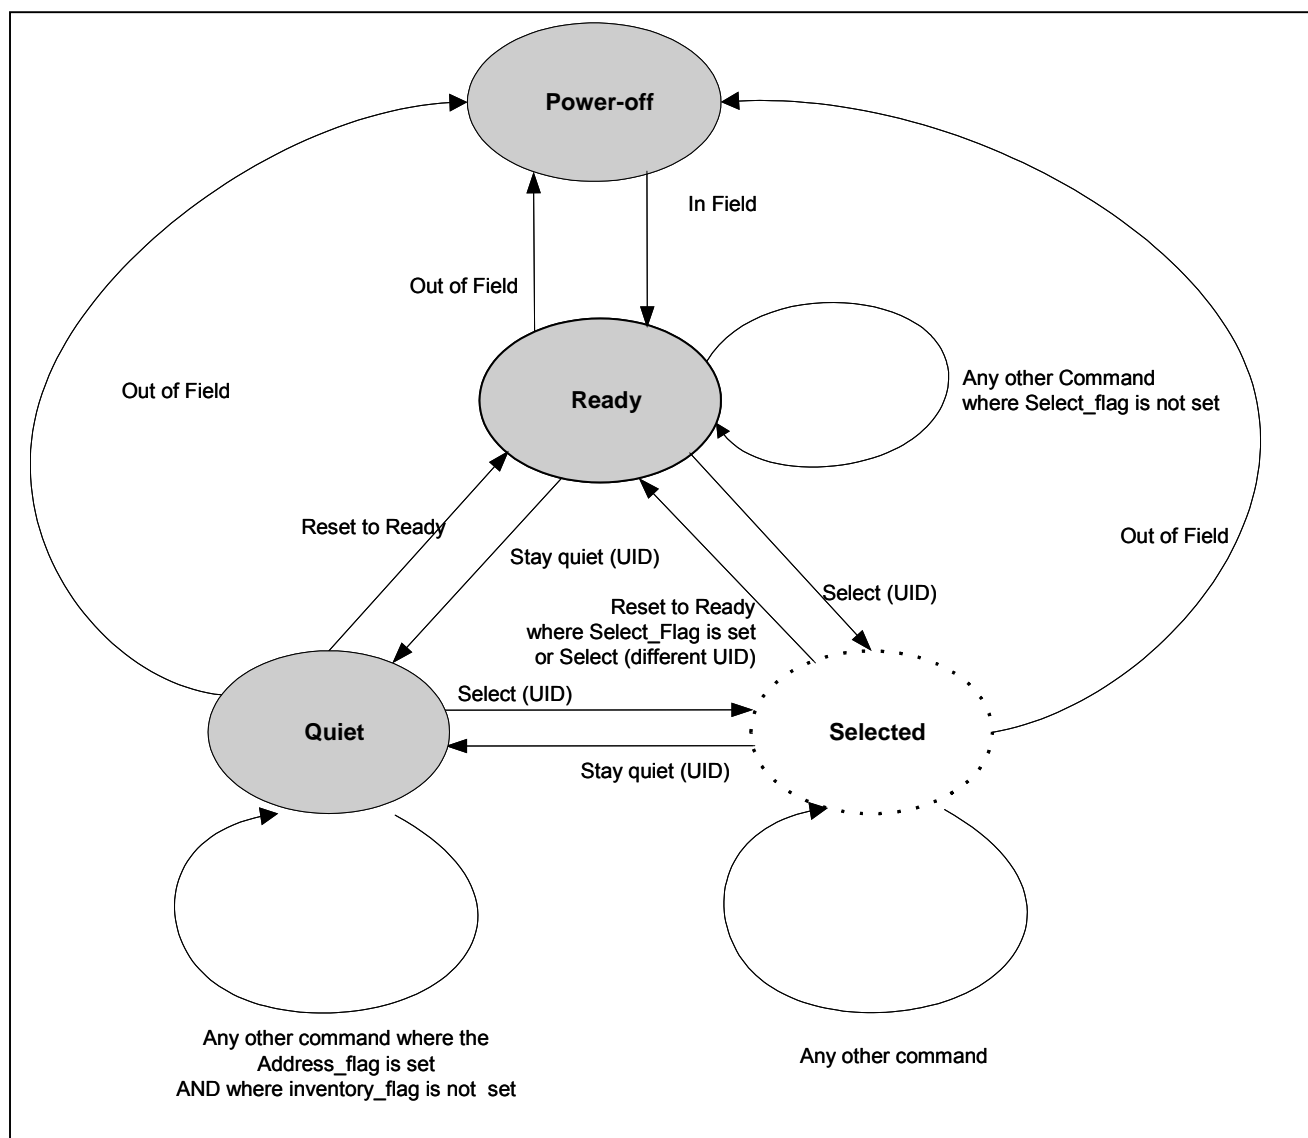 Power-off
In Field
Out of Field
Out of Field
Ready
Any other Command
where Select_flag is not set
Reset to Ready
Stay quiet (UID)
Out of Field
Select (UID)
Reset to Ready
where Select_Flag is set
or Select (different UID)
Select (UID)
Quiet
Selected
Stay quiet (UID)
Any other command where the
Address_flag is set
AND where inventory_flag is not set
Any other command